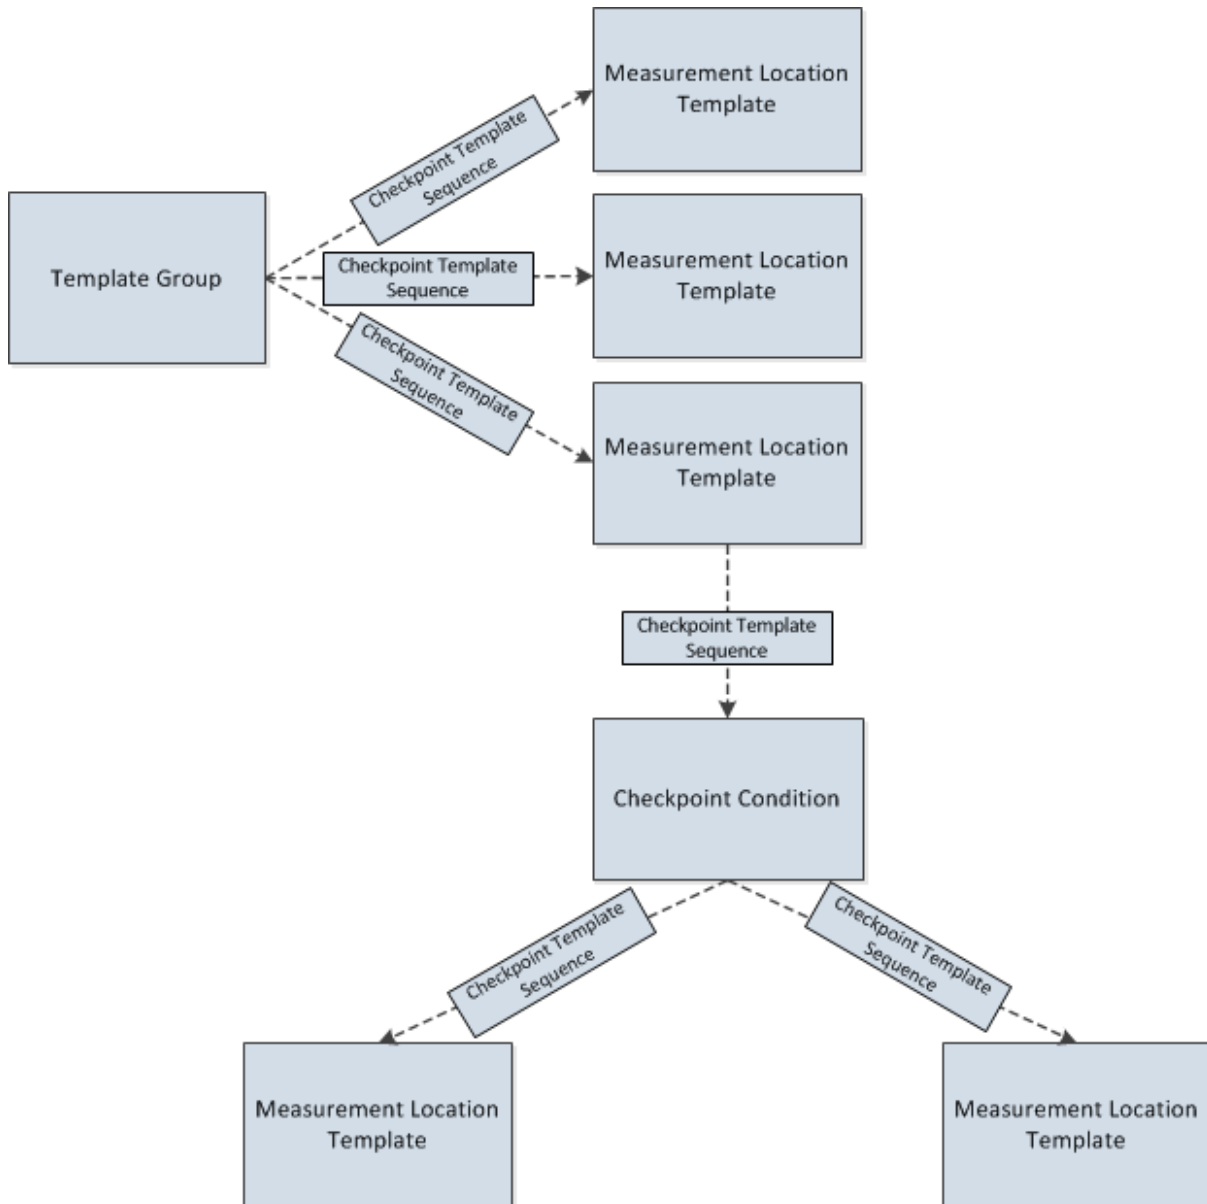 Measurement Location
Template
Checkpoint Template
Sequence
Template Group
Checkpoint Template
Sequence
Measurement Location
Template
Checkpoint Template
Sequence
Measurement Location
Template
Checkpoint Template
Sequence
Checkpoint Condition
Checkpoint Template
Sequence
Checkpoint Template
Sequence
Measurement Location
Template
Measurement Location
Template